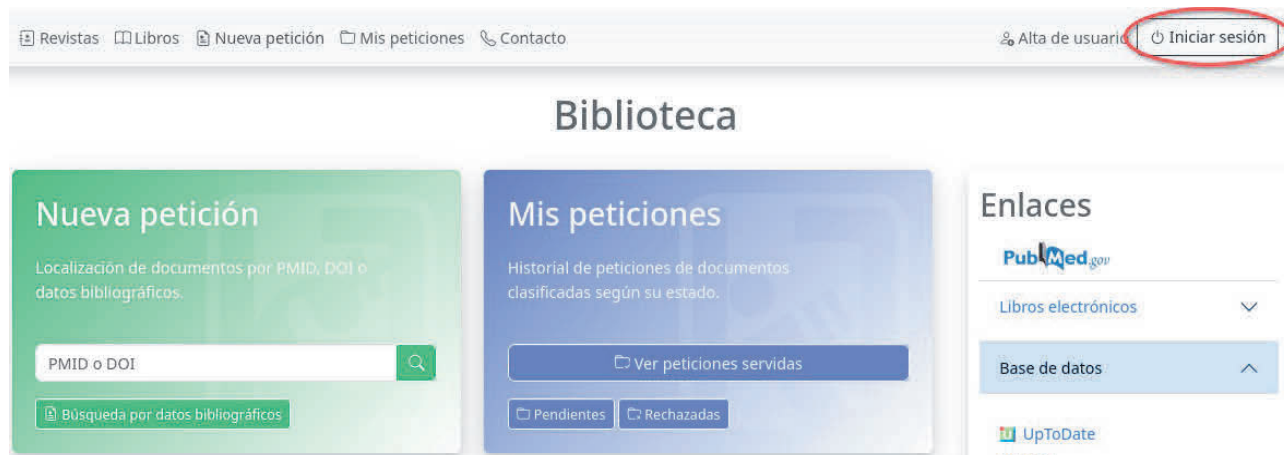 Revistas Libros Nueva petición Mis peticiones Contacto Alta de usuario Iniciar sesión
Biblioteca
Nueva petición
Localización de documentos por PMID, DOI o
datos bibliográficos.
PMID o DOI
Búsqueda por datos bibliográficos
Mis peticiones
Historial de peticiones de documentos
clasificadas según su estado.
Ver peticiones servidas
Pendientes Rechazadas
Enlaces
PubMed.gov
Libros electrónicos
Base de datos
UpToDate